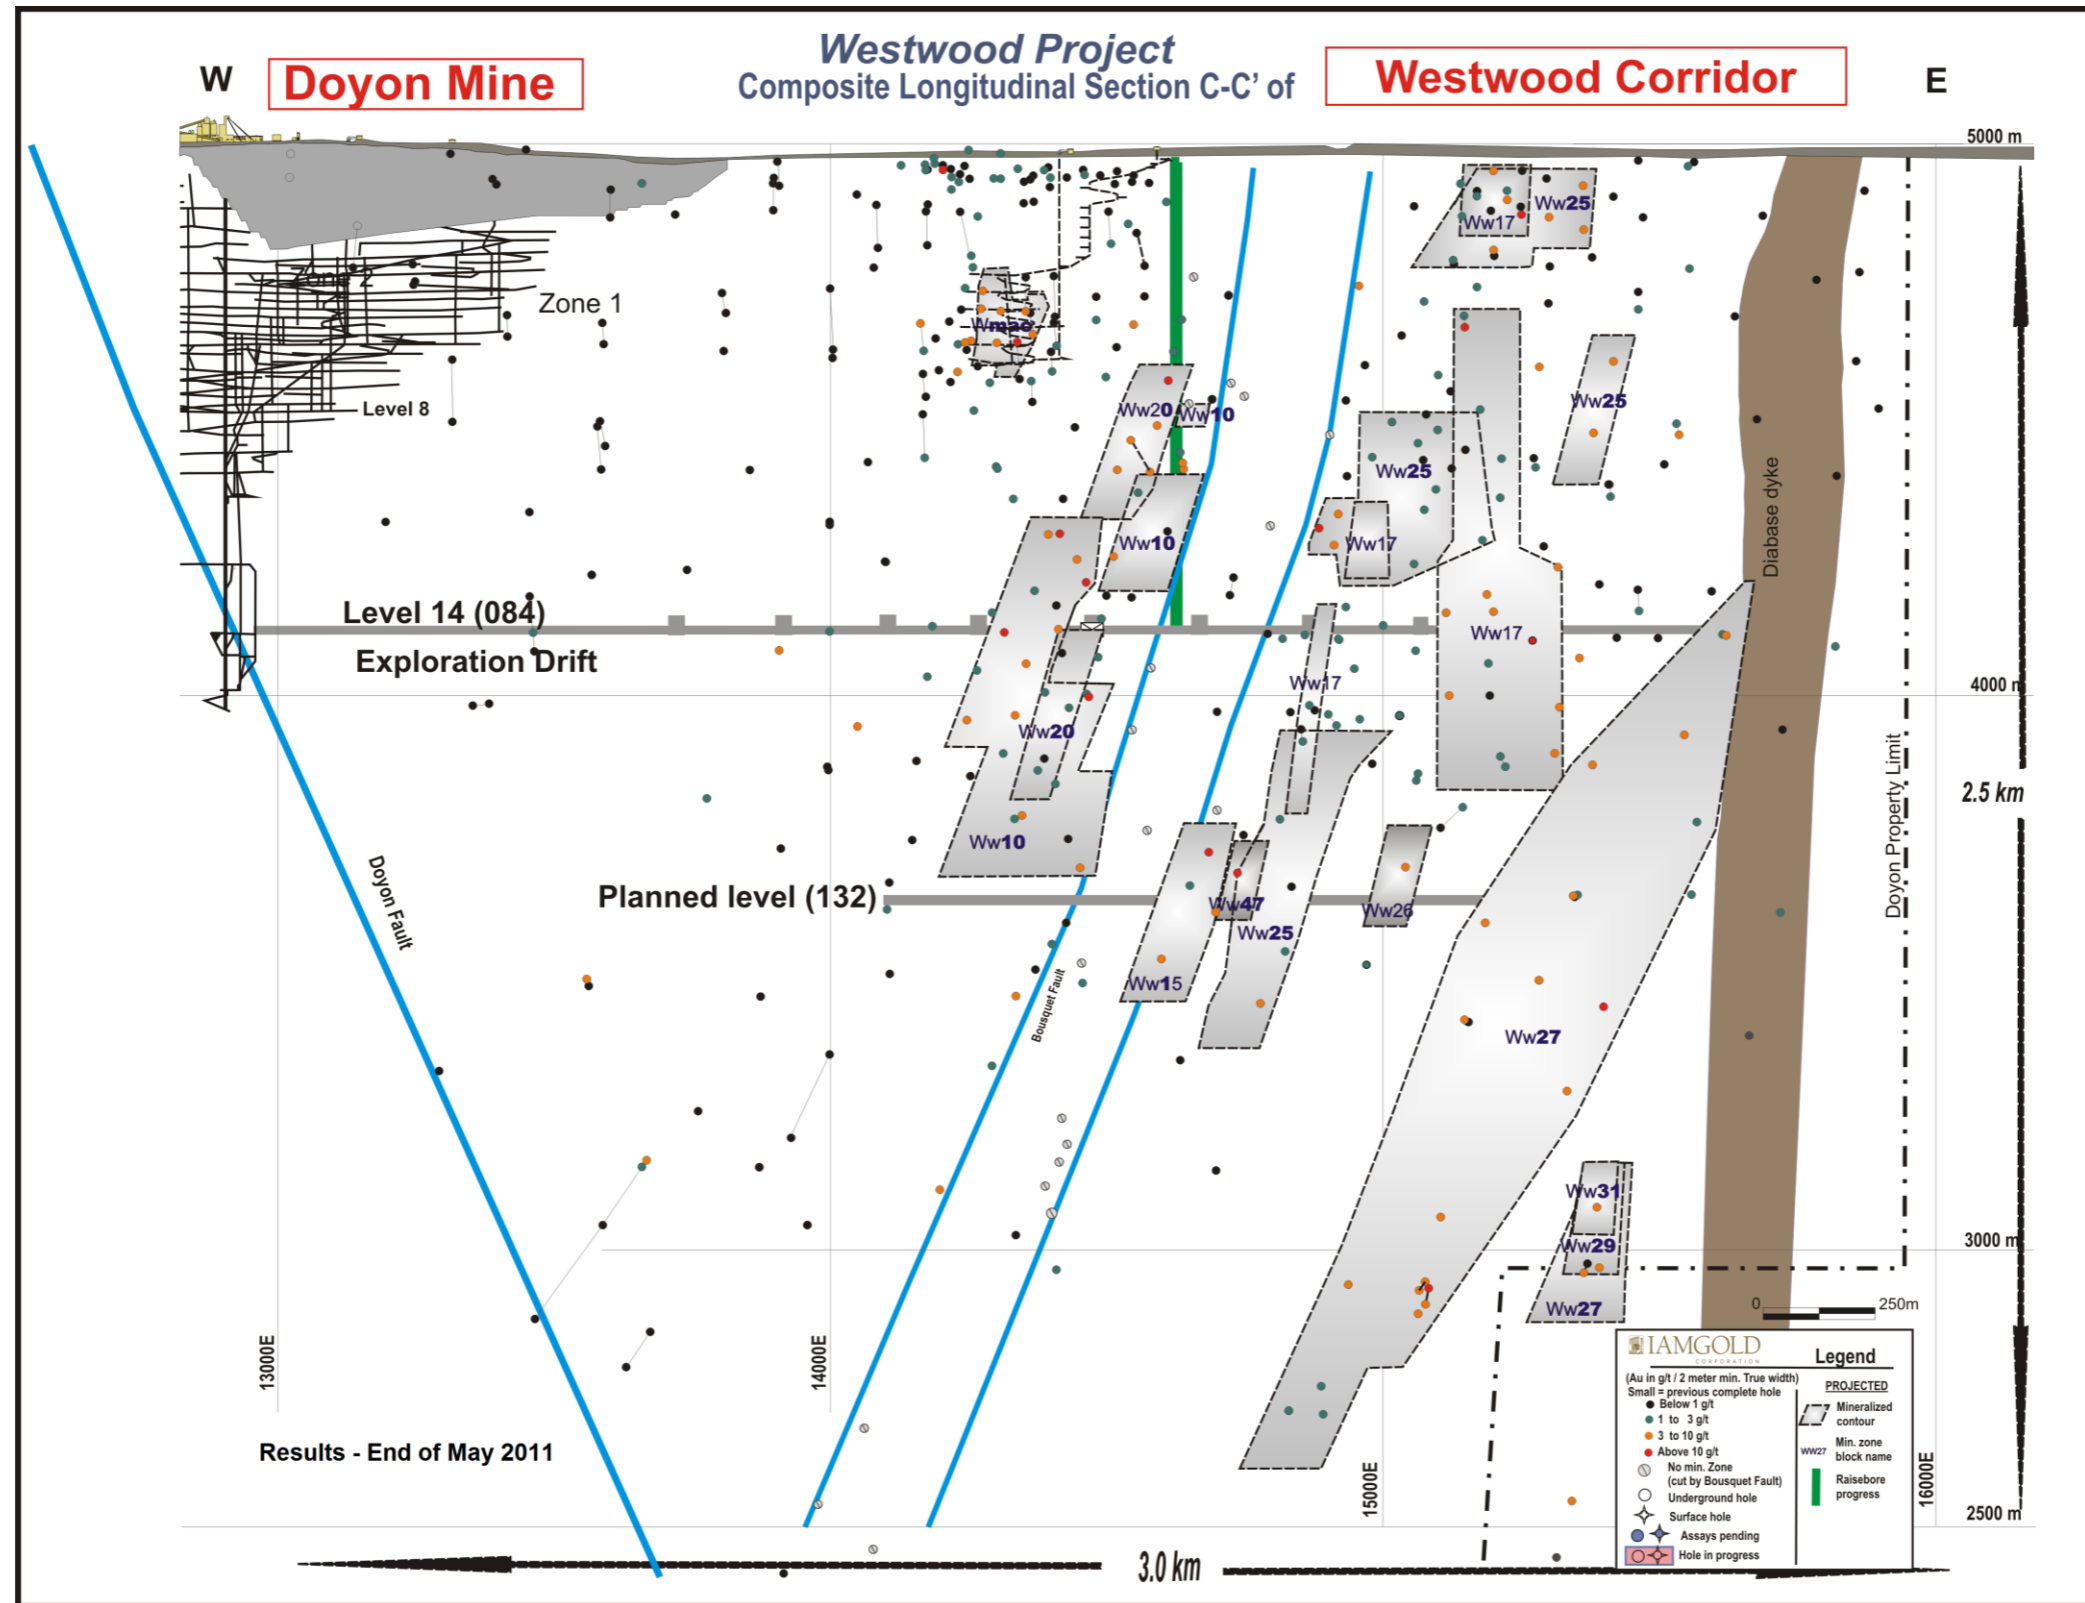 Westwood Project
W
Doyon Mine
Composite Longitudinal Section C-C' of
Westwood Corridor
E
5000 m
Ww25
Ww17
Zone 1
Wmac
Level 8
Ww20
Ww10
Ww25
Ww25
Ww10
Ww17
Diabase dyke
Level 14 (084)
Exploration Drift
Ww17
Ww17
4000 m
Ww20
Doyon Property Limit
2.5 km
Ww10
Doyon Fault
Planned level (132)
Ww47
Ww26
Ww25
Ww15
Bousquet Fault
Ww27
Ww31
Ww29
3000 m
Ww27
0
250m
13000E
14000E
15000E
16000E
IAMGOLD
CORPORATION
Legend
(Au in g/t / 2 meter min. True width)
Small = previous complete hole
Below 1 g/t
1 to 3 g/t
3 to 10 g/t
Above 10 g/t
No min. Zone
(cut by Bousquet Fault)
Underground hole
Surface hole
Assays pending
Hole in progress
PROJECTED
Mineralized
contour
WW27
Min. zone
block name
Raisebore
progress
Results - End of May 2011
2500 m
3.0 km